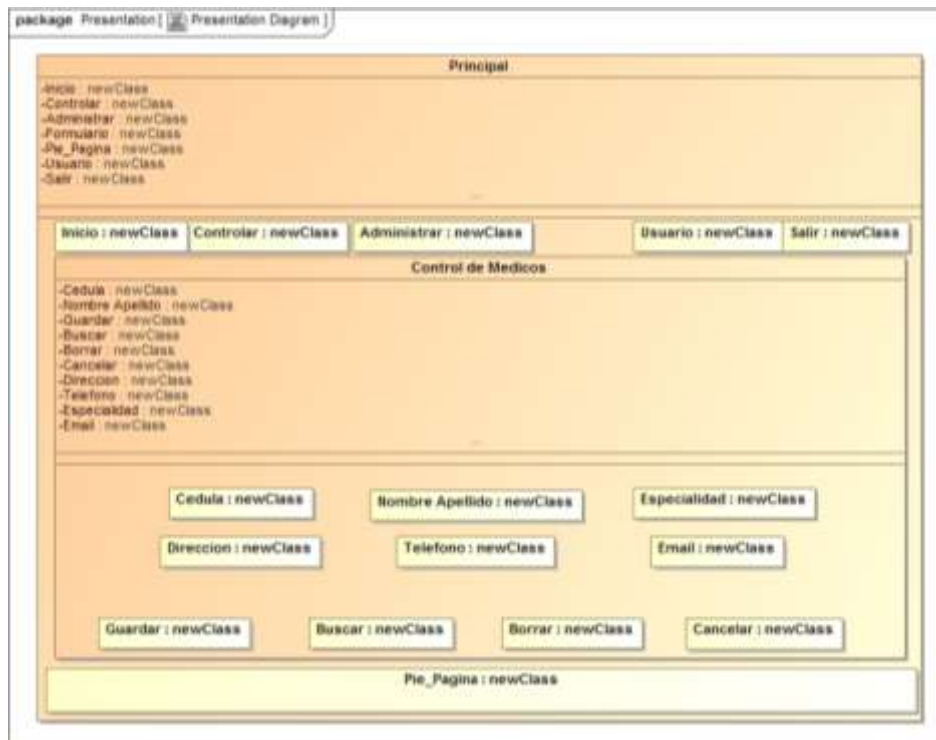 package Presentation [ Presentation Diagram ]
Principal
-Inicio : newClass
-Controlar : newClass
-Administrar : newClass
-Formulario : newClass
-Pie_Pagina : newClass
-Usuario : newClass
-Salir : newClass
...
Inicio : newClass Controlar : newClass Administrar : newClass Usuario : newClass Salir : newClass
Control de Medicos
-Cedula : newClass
-Nombre Apellido : newClass
-Guardar : newClass
-Buscar : newClass
-Borrar : newClass
-Cancelar : newClass
-Direccion : newClass
-Telefono : newClass
-Especialidad : newClass
-Email : newClass
...
Cedula : newClass Nombre Apellido : newClass Especialidad : newClass
Direccion : newClass Telefono : newClass Email : newClass
Guardar : newClass Buscar : newClass Borrar : newClass Cancelar : newClass
Pie_Pagina : newClass